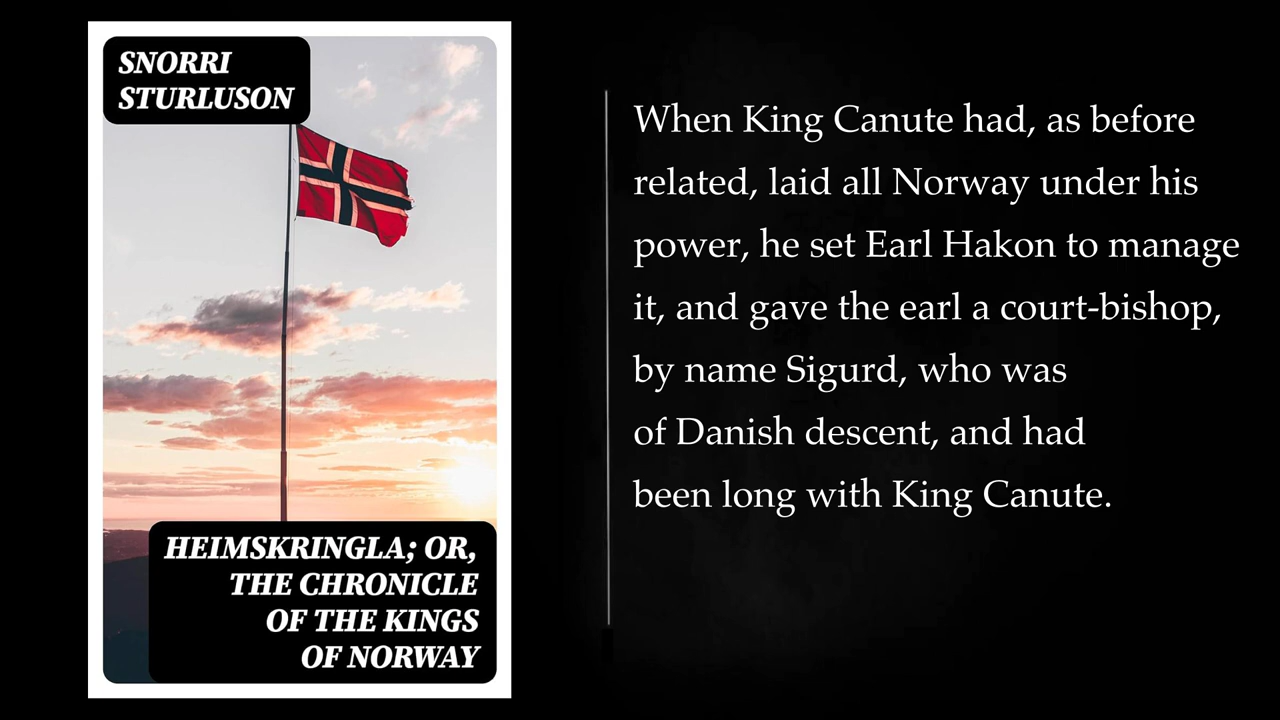 SNORRI
STURLUSON
HEIMSKRINGLA; OR,
THE CHRONICLE
OF THE KINGS
OF NORWAY
When King Canute had, as before
related, laid all Norway under his
power, he set Earl Hakon to manage
it, and gave the earl a court-bishop,
by name Sigurd, who was
of Danish descent, and had
been long with King Canute.